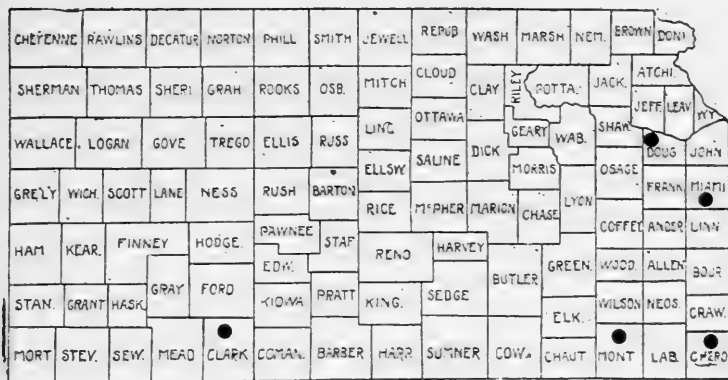 CHEYENNE RAWLINS DECATUR NORTON PHILL SMITH JEWELL REPUB WASH MARSH NEM. BROWN DONI
SHERMAN THOMAS SHERI GRAH ROOKS OSB. MITCH CLOUD CLAY RILEY POTTA. JACK. ATCHI.
JEFF. LEAV WY
WALLACE. LOGAN GOVE TREGO ELLIS RUSS LINC OTTAWA DICK GEARY WAB. SHAW. DOUG JOHN
ELLSW. SALINE MORRIS OSAGE
GREL'Y WICH. SCOTT LANE NESS RUSH BARTON RICE MCPHER MARION CHASE LYON FRANK MIAMI
HAM KEAR. FINNEY HODGE. PAWNEE STAF RENO HARVEY COFFEY ANDER LINN
EDW. BUTLER GREEN. WOOD. ALLEN BOUR
STAN. GRANT HASK. GRAY FORD KIOWA PRATT KING. SEDGE ELK. WILSON NEOS. CRAW.
MORT STEV. SEW. MEAD CLARK COMAN. BARBER HARP. SUMNER COW. CHAUT MONT LAB. CHERO